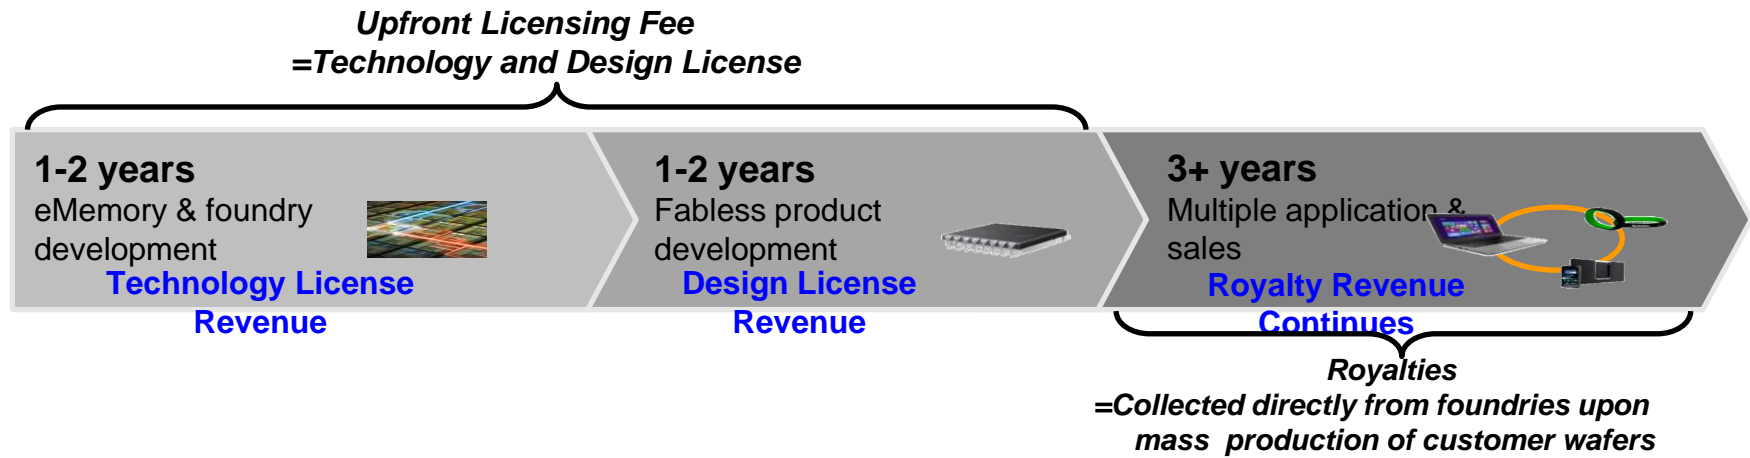 Upfront Licensing Fee
=Technology and Design License
1-2 years
eMemory & foundry
development
Technology License
Revenue
1-2 years
Fabless product
development
Design License
Revenue
3+ years
Multiple application &
sales
Royalty Revenue
Continues
Royalties
=Collected directly from foundries upon
mass production of customer wafers